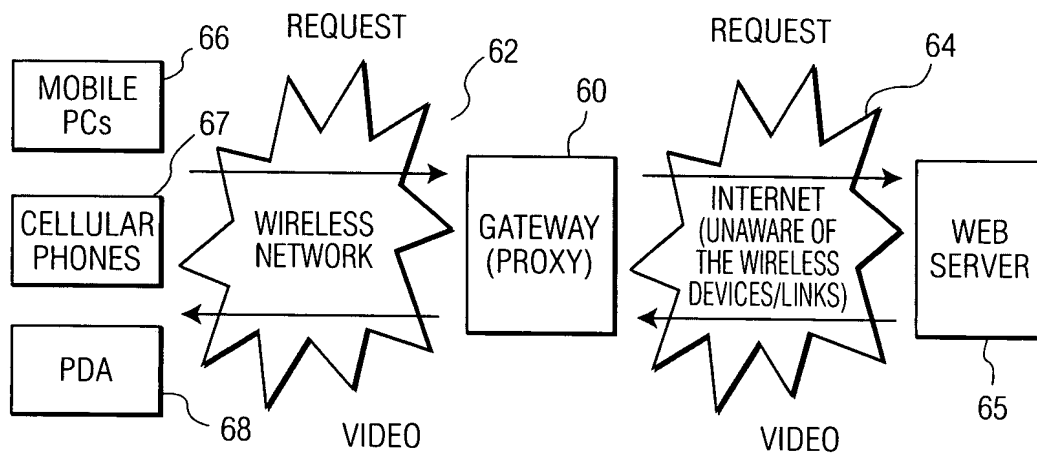 REQUEST
REQUEST
66
62
64
MOBILE
PCs
67
60
CELLULAR
PHONES
WIRELESS
NETWORK
GATEWAY
(PROXY)
INTERNET
(UNAWARE OF
THE WIRELESS
DEVICES/LINKS)
WEB
SERVER
PDA
68
65
VIDEO
VIDEO